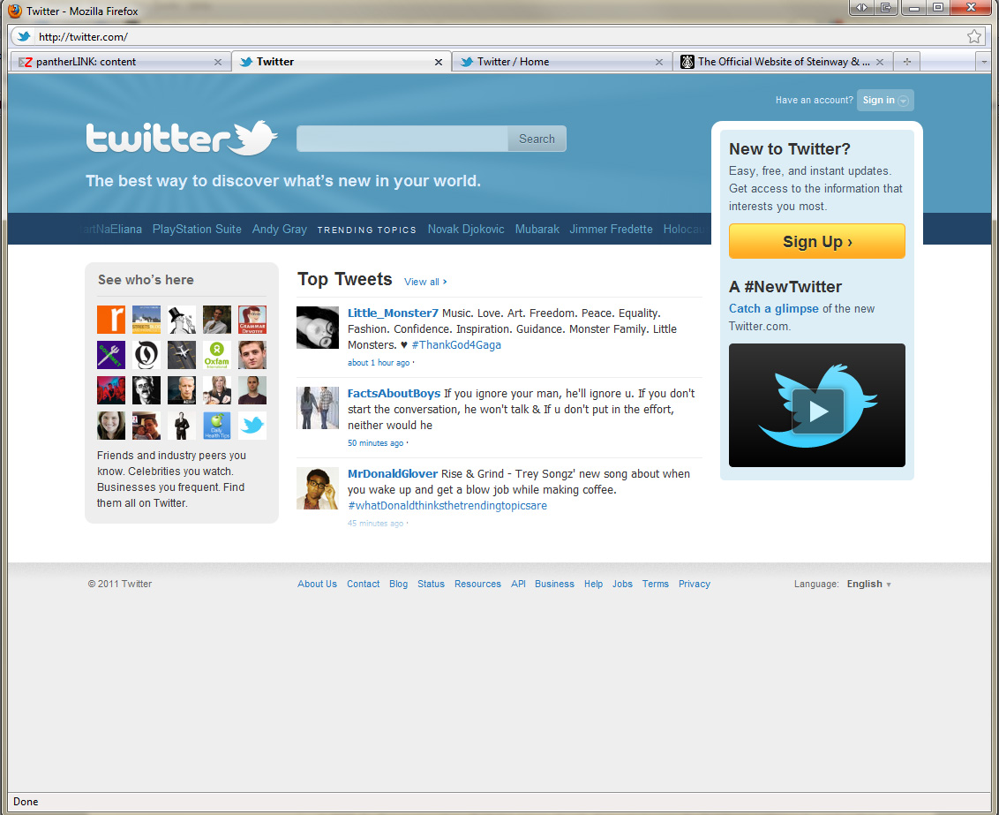 Twitter - Mozilla Firefox
http://twitter.com/
pantherLINK: content
Twitter
Twitter / Home
The Official Website of Steinway & ...
Have an account? Sign in
twitter
Search
The best way to discover what's new in your world.
PlayStation Suite Andy Gray TRENDING TOPICS Novak Djokovic Mubarak Jimmer Fredette
New to Twitter?
Easy, free, and instant updates.
Get access to the information that
interests you most.
Sign Up ›
A #NewTwitter
Catch a glimpse of the new
Twitter.com.
See who's here
Oxfam
GRAMMAR
Daily
Health Tips
Friends and industry peers you
know. Celebrities you watch.
Businesses you frequent. Find
them all on Twitter.
Top Tweets View all ›
Little_Monster7 Music. Love. Art. Freedom. Peace. Equality.
Fashion. Confidence. Inspiration. Guidance. Monster Family. Little
Monsters. ♥ #ThankGod4Gaga
about 1 hour ago ·
FactsAboutBoys If you ignore your man, he'll ignore u. If you don't
start the conversation, he won't talk & If u don't put in the effort,
neither would he
50 minutes ago ·
MrDonaldGlover Rise & Grind - Trey Songz' new song about when
you wake up and get a blow job while making coffee.
#whatDonaldthinksthetrendingtopicsare
45 minutes ago ·
© 2011 Twitter
About Us Contact Blog Status Resources API Business Help Jobs Terms Privacy
Language: English
Done